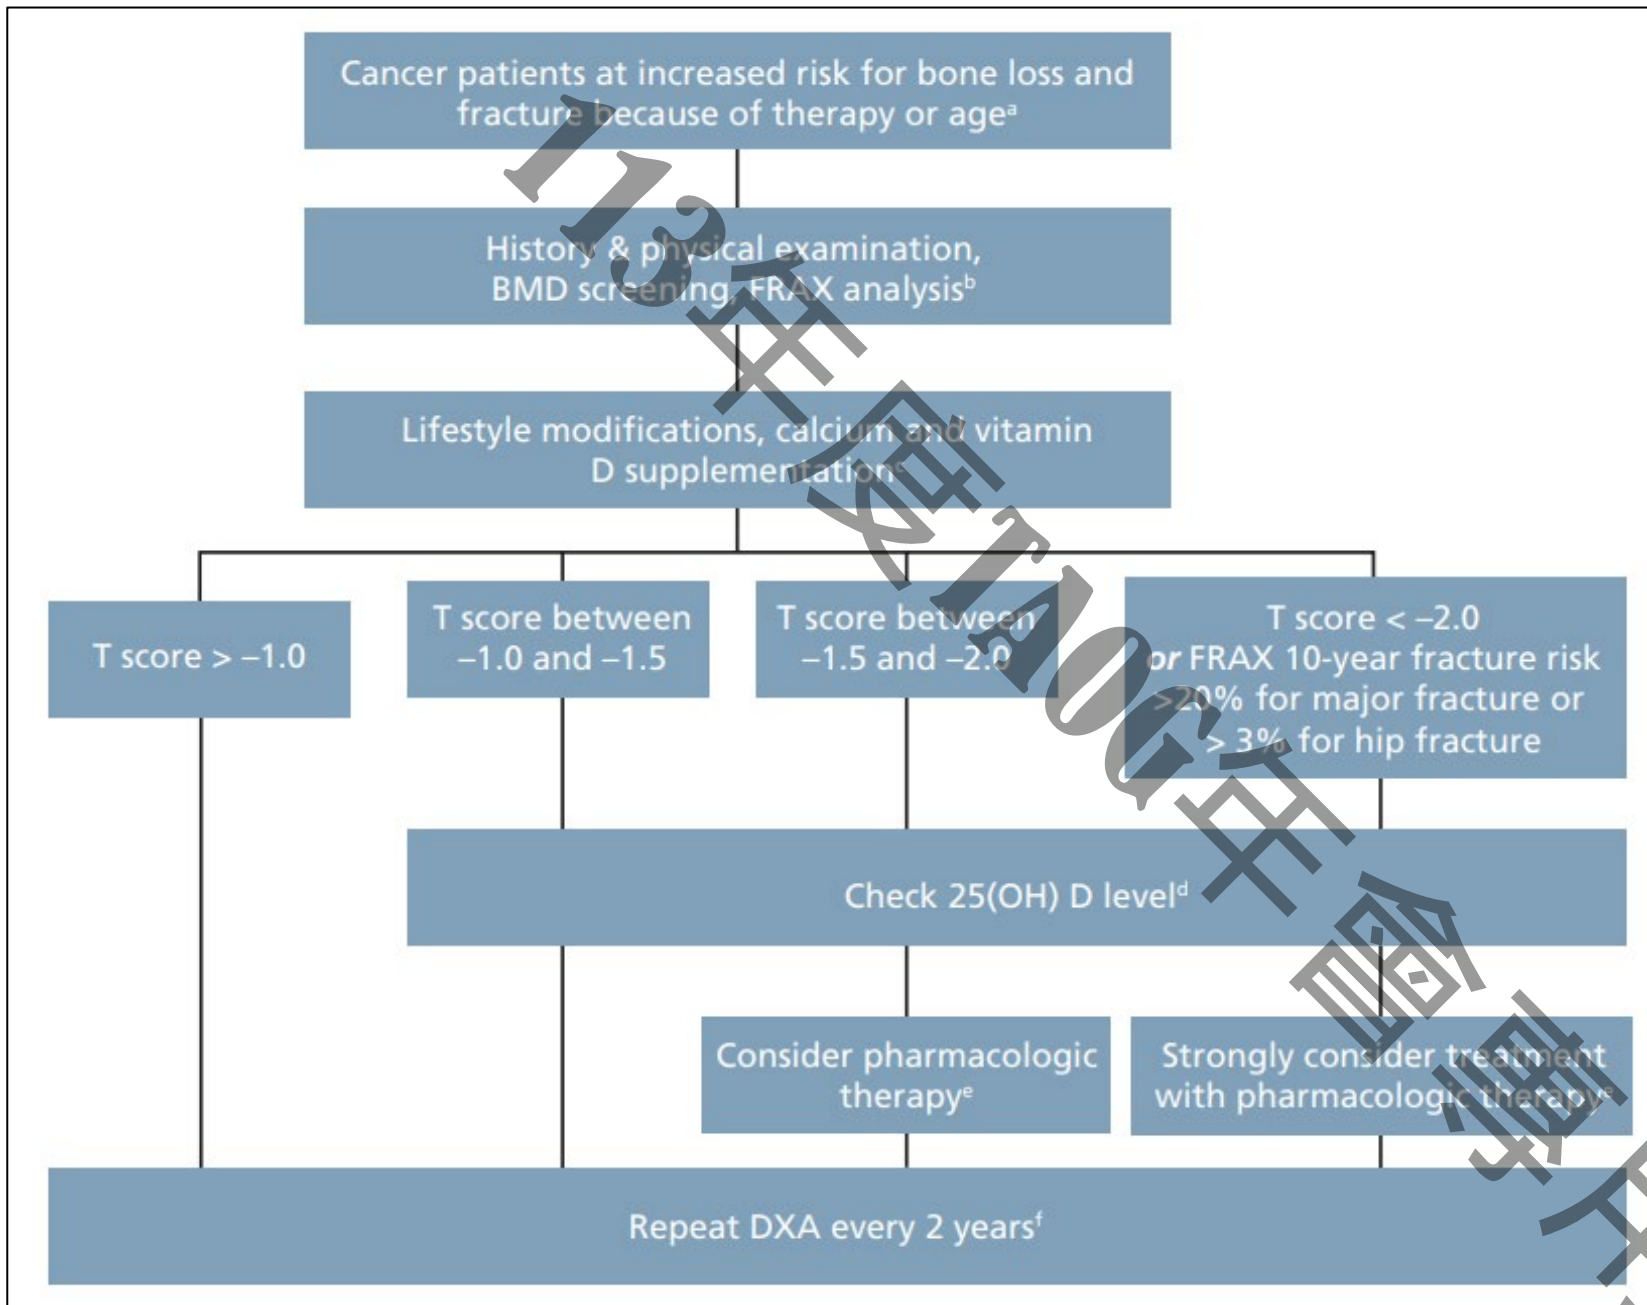 Cancer patients at increased risk for bone loss and
fracture because of therapy or ageᵃ
History & physical examination,
BMD screening, FRAX analysisᵇ
Lifestyle modifications, calcium and vitamin
D supplementationᶜ
T score > –1.0
T score between
–1.0 and –1.5
T score between
–1.5 and –2.0
T score < –2.0
or FRAX 10-year fracture risk
>20% for major fracture or
> 3% for hip fracture
Check 25(OH) D levelᵈ
Consider pharmacologic
therapyᵉ
Strongly consider treatment
with pharmacologic therapyᵉ
Repeat DXA every 2 yearsᶠ
113年度TAOG年會專